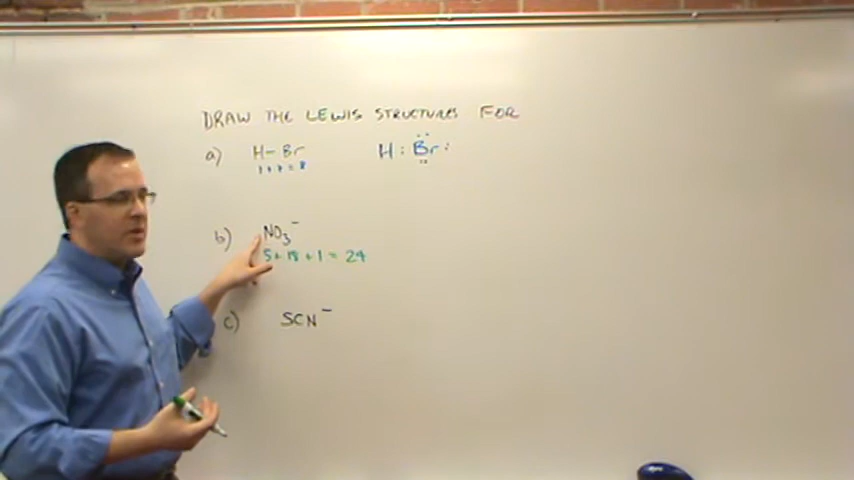 DRAW THE LEWIS STRUCTURES FOR
a) H-Br H:Br:
1+7=8
b) NO3-
5+18+1=24
c) SCN-